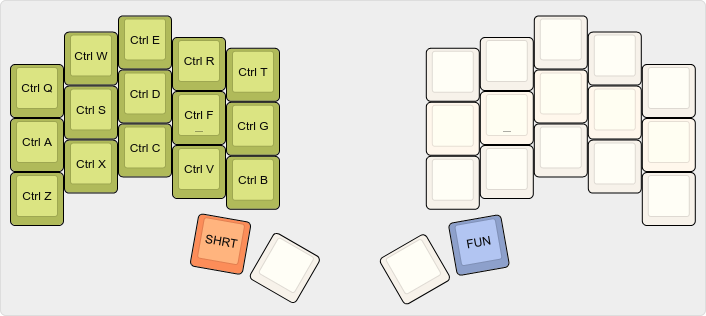 Ctrl Q
Ctrl W
Ctrl E
Ctrl R
Ctrl T
Ctrl A
Ctrl S
Ctrl D
Ctrl F
_
Ctrl G
_
Ctrl Z
Ctrl X
Ctrl C
Ctrl V
Ctrl B
SHRT
FUN